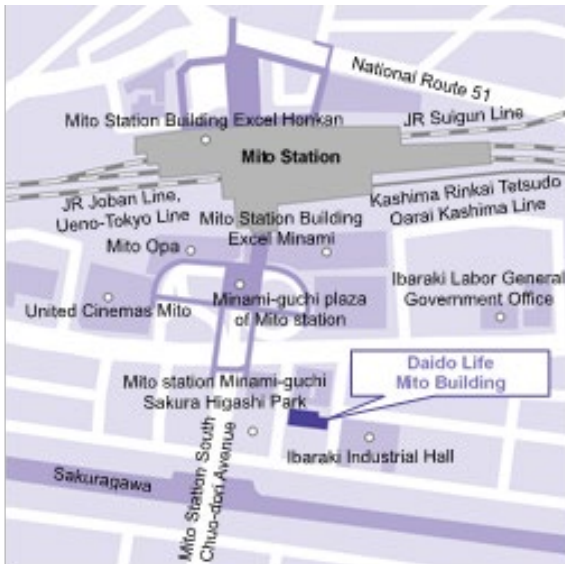 National Route 51
Mito Station Building Excel Honkan
JR Suigun Line
Mito Station
JR Joban Line,
Ueno-Tokyo Line
Kashima Rinkai Tetsudo
Oarai Kashima Line
Mito Station Building
Excel Minami
Mito Opa
Ibaraki Labor General
Government Office
United Cinemas Mito
Minami-guchi plaza
of Mito station
Daido Life
Mito Building
Mito station Minami-guchi
Sakura Higashi Park
Ibaraki Industrial Hall
Mito Station South
Chuo-dori Avenue
Sakuragawa